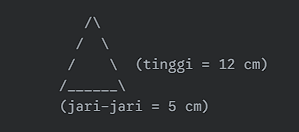 /\
/  \
/    \  (tinggi = 12 cm)
/______\
(jari-jari = 5 cm)